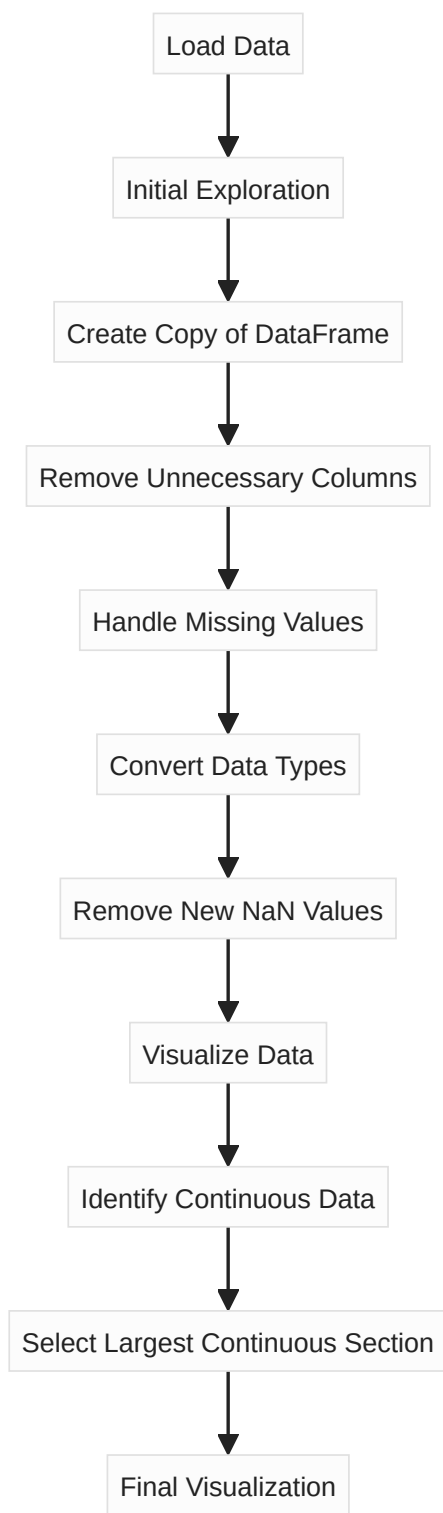 Load Data
Initial Exploration
Create Copy of DataFrame
Remove Unnecessary Columns
Handle Missing Values
Convert Data Types
Remove New NaN Values
Visualize Data
Identify Continuous Data
Select Largest Continuous Section
Final Visualization